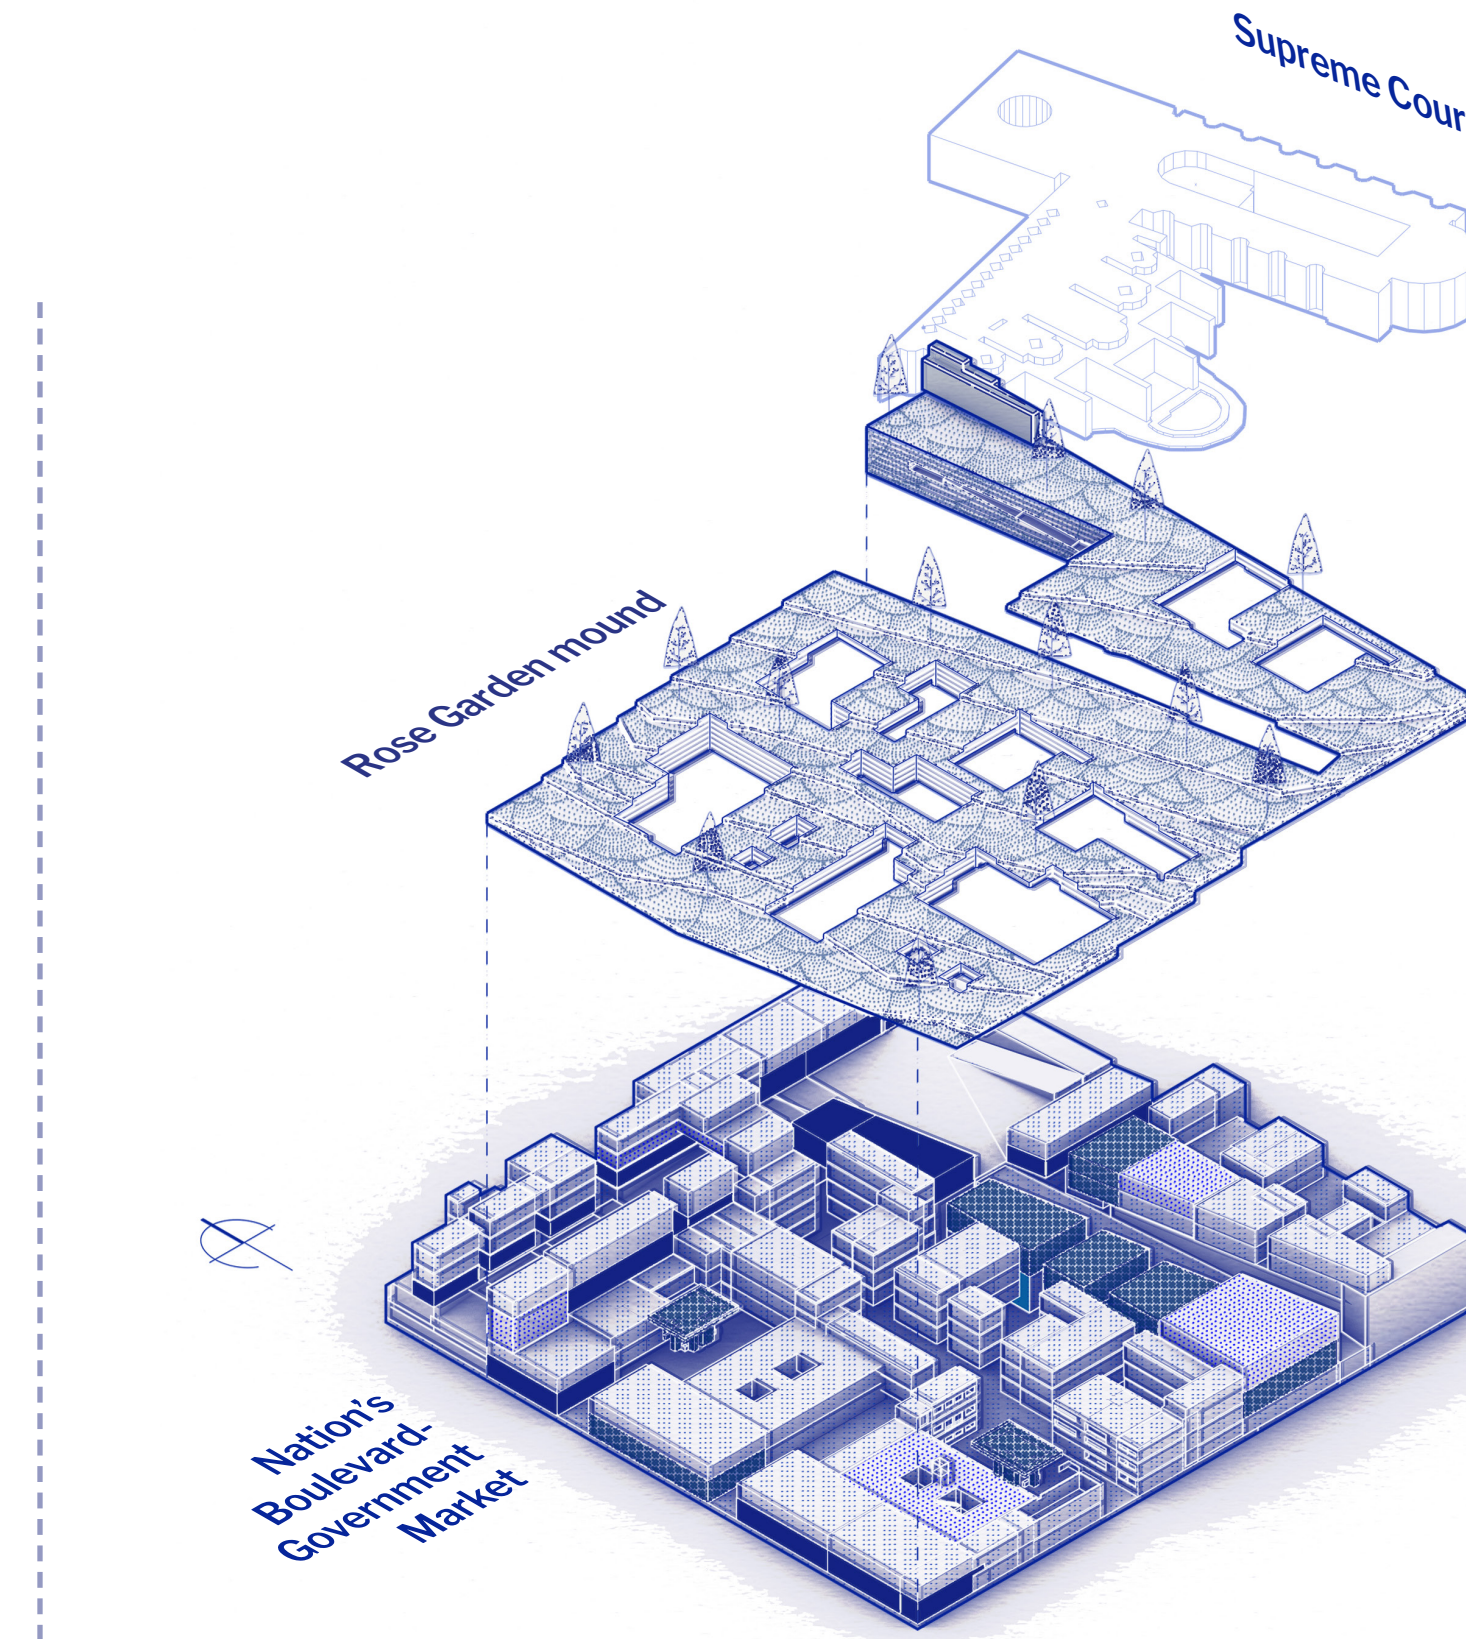 Supreme Cour
Rose Garden mound
Nation's
Boulevard-
Government
Market